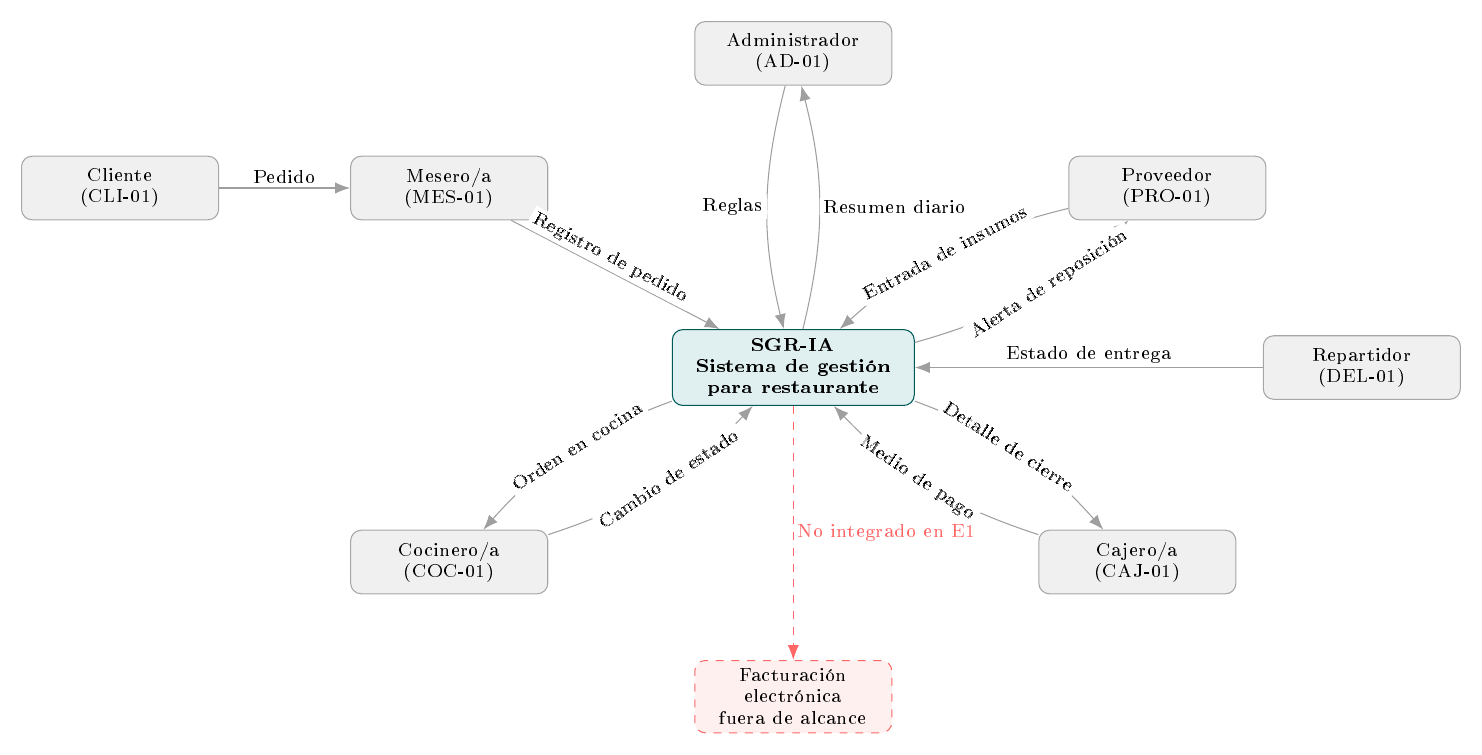 Administrador
(AD-01)
Cliente
(CLI-01)
Pedido
Mesero/a
(MES-01)
Proveedor
(PRO-01)
Reglas
Resumen diario
Registro de pedido
Entrada de insumos
Alerta de reposición
SGR-IA
Sistema de gestión
para restaurante
Estado de entrega
Repartidor
(DEL-01)
Orden en cocina
Cambio de estado
Medio de pago
Detalle de cierre
No integrado en E1
Cocinero/a
(COC-01)
Cajero/a
(CAJ-01)
Facturación
electrónica
fuera de alcance